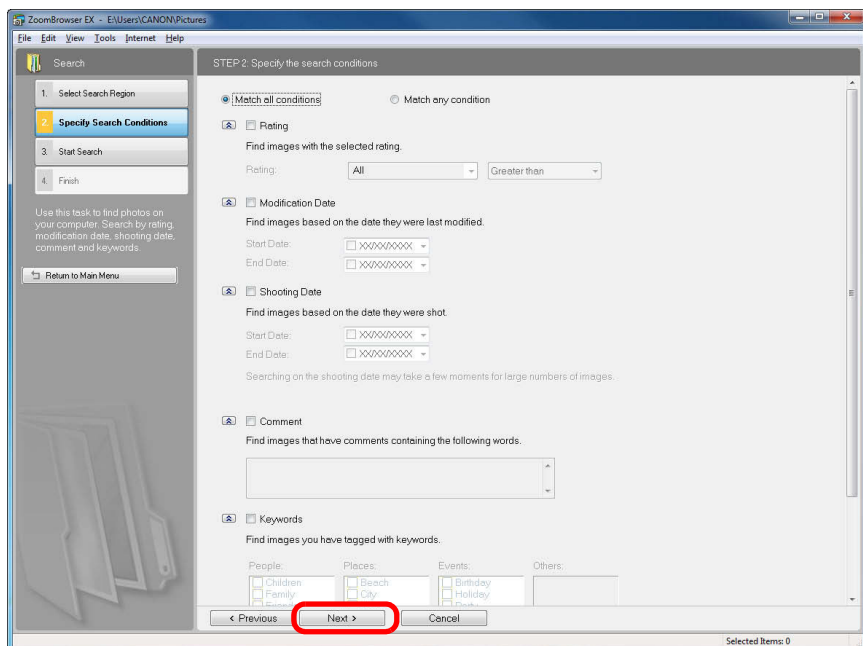 ZoomBrowser EX - E:\Users\CANON\Pictures
File Edit View Tools Internet Help
Search
1. Select Search Region
2. Specify Search Conditions
3. Start Search
4. Finish
Use this task to find photos on
your computer. Search by rating,
modification date, shooting date,
comment and keywords.
Return to Main Menu
STEP 2: Specify the search conditions
Match all conditions Match any condition
Rating
Find images with the selected rating.
Rating: All Greater than
Modification Date
Find images based on the date they were last modified.
Start Date: XX/XX/XXXX
End Date: XX/XX/XXXX
Shooting Date
Find images based on the date they were shot.
Start Date: XX/XX/XXXX
End Date: XX/XX/XXXX
Searching on the shooting date may take a few moments for large numbers of images.
Comment
Find images that have comments containing the following words.
Keywords
Find images you have tagged with keywords.
People: Places: Events: Others:
Children Beach Birthday
Family City Holiday
< Previous Next > Cancel
Selected Items: 0